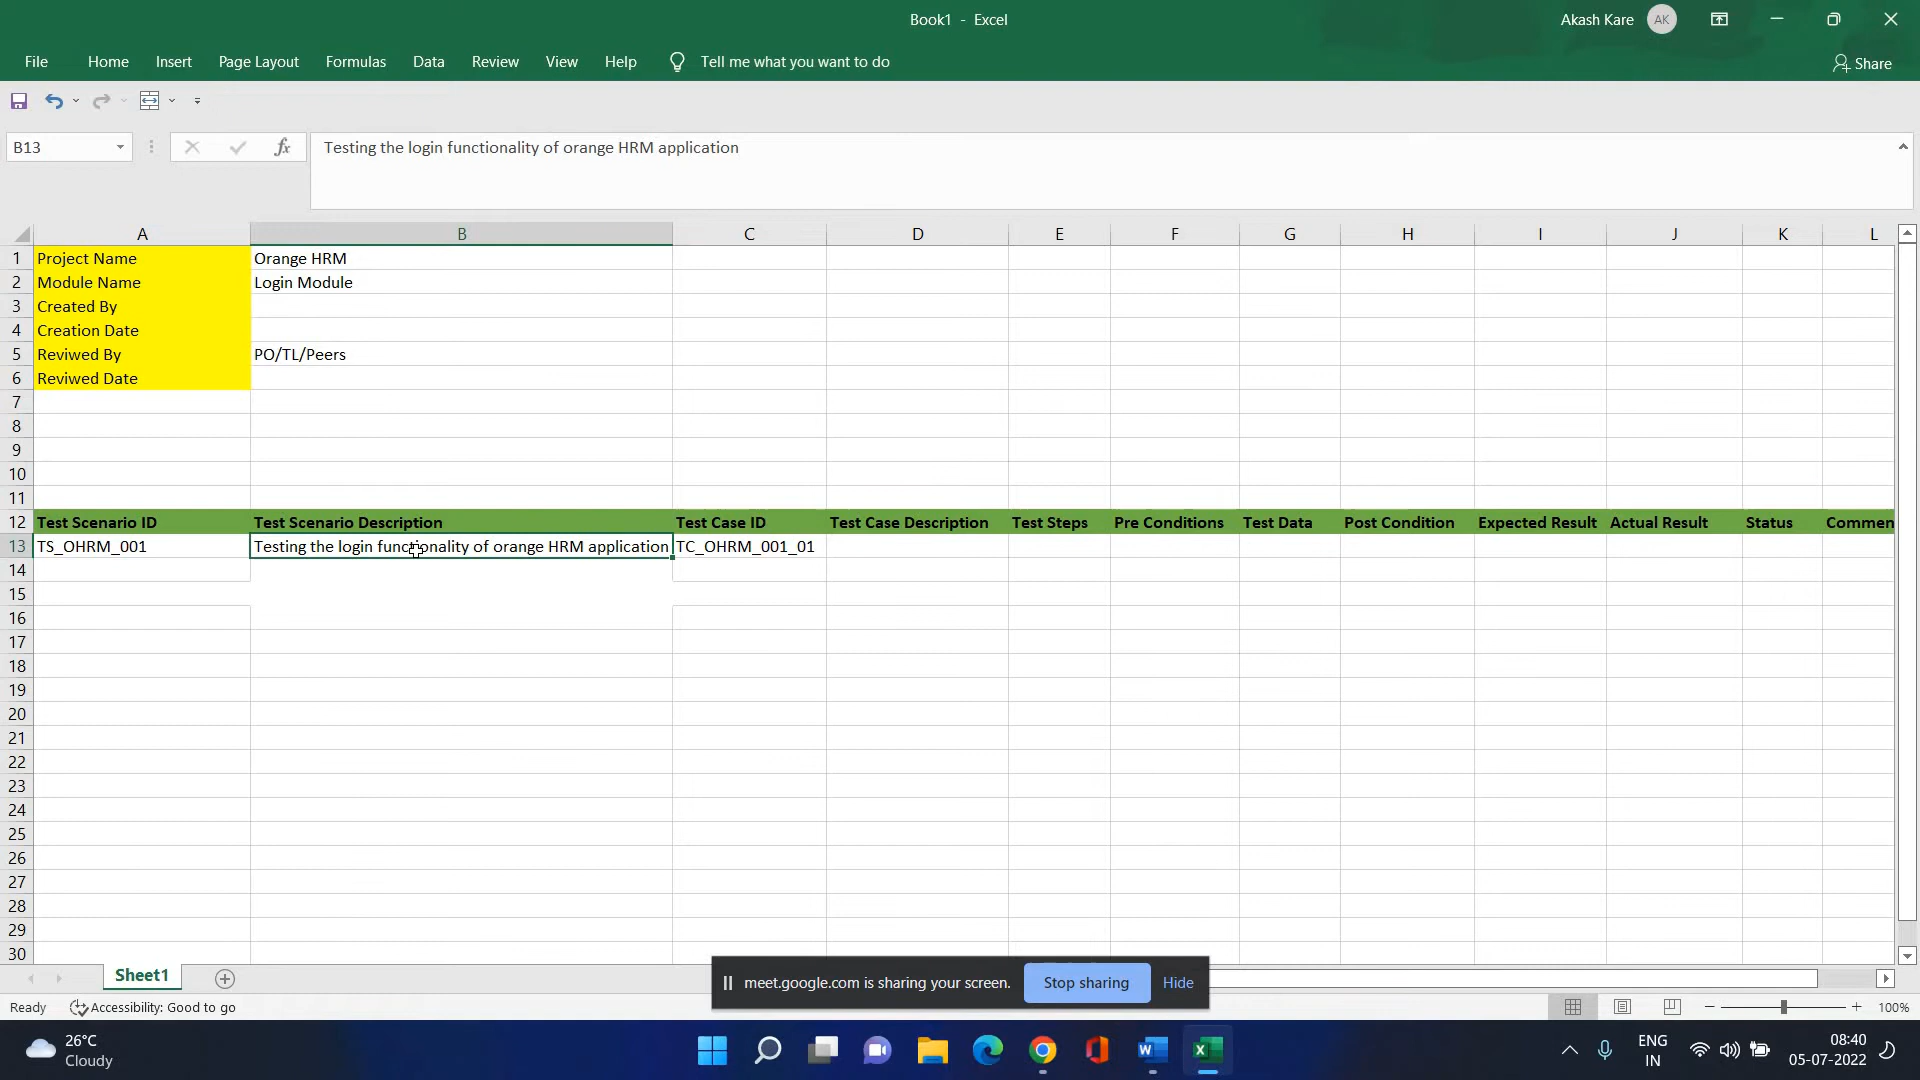 Book1 - Excel
Akash Kare AK
File Home Insert Page Layout Formulas Data Review View Help Tell me what you want to do Share
B13 fx Testing the login functionality of orange HRM application
A B C D E F G H I J K L
1 Project Name Orange HRM
2 Module Name Login Module
3 Created By
4 Creation Date
5 Reviwed By PO/TL/Peers
6 Reviwed Date
7
8
9
10
11
12 Test Scenario ID Test Scenario Description Test Case ID Test Case Description Test Steps Pre Conditions Test Data Post Condition Expected Result Actual Result Status Commen
13 TS_OHRM_001 Testing the login functionality of orange HRM application TC_OHRM_001_01
14
15
16
17
18
19
20
21
22
23
24
25
26
27
28
29
30
Sheet1
meet.google.com is sharing your screen. Stop sharing Hide
Ready Accessibility: Good to go 100%
26°C
Cloudy
ENG
IN
08:40
05-07-2022